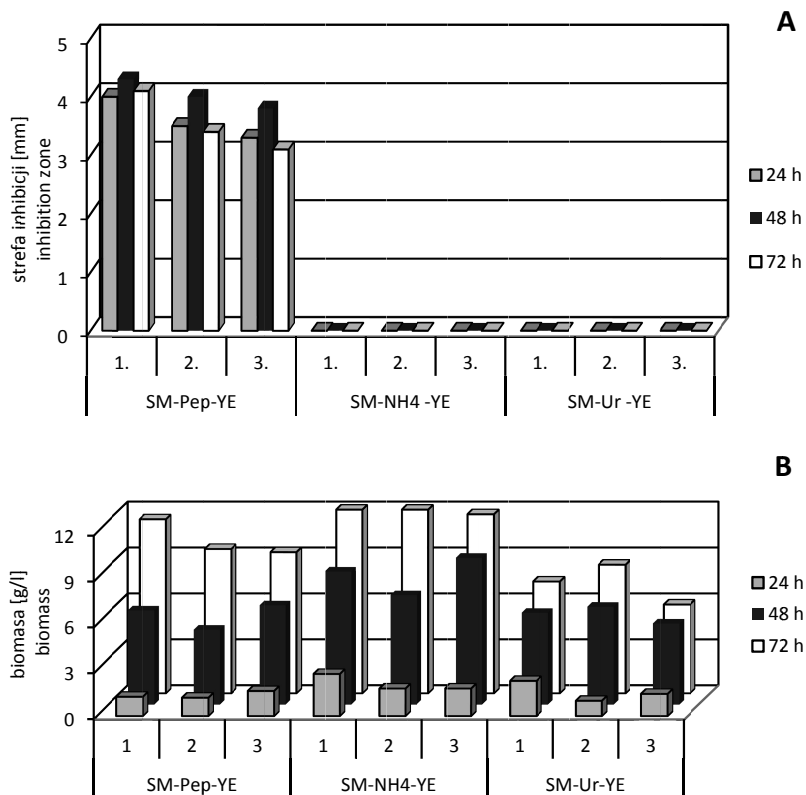 A
5
4
3
2
1
0
strefa inhibicji [mm]
inhibition zone
24 h
48 h
72 h
1. 2. 3. 1. 2. 3. 1. 2. 3.
SM-Pep-YE SM-NH4 -YE SM-Ur -YE
B
12
9
6
3
0
biomasa [g/l]
biomass
24 h
48 h
72 h
1 2 3 1 2 3 1 2 3
SM-Pep-YE SM-NH4-YE SM-Ur-YE